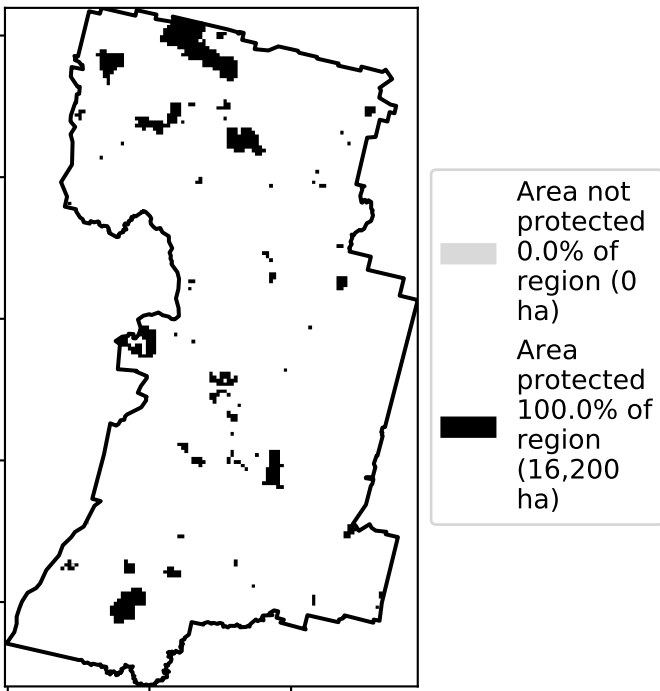 Area not
protected
0.0% of
region (0
ha)
Area
protected
100.0% of
region
(16,200
ha)